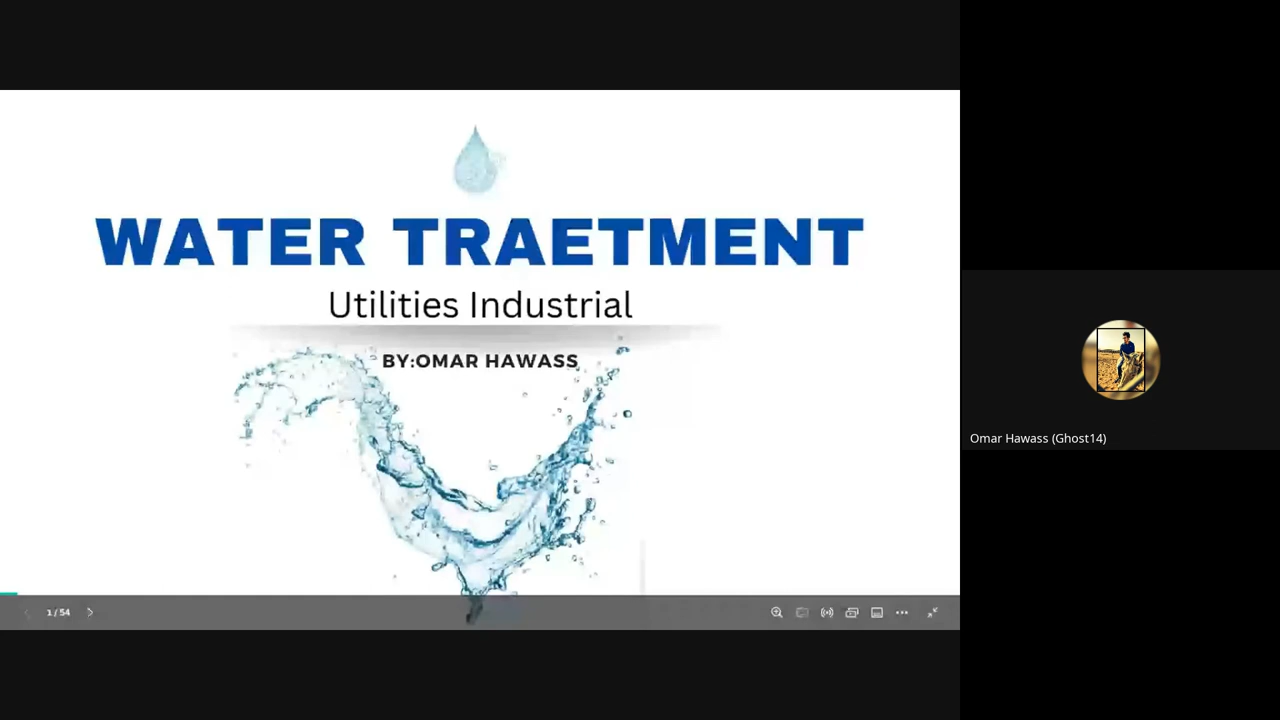 WATER TRAETMENT
Utilities Industrial
BY:OMAR HAWASS
1 / 54
Omar Hawass (Ghost14)